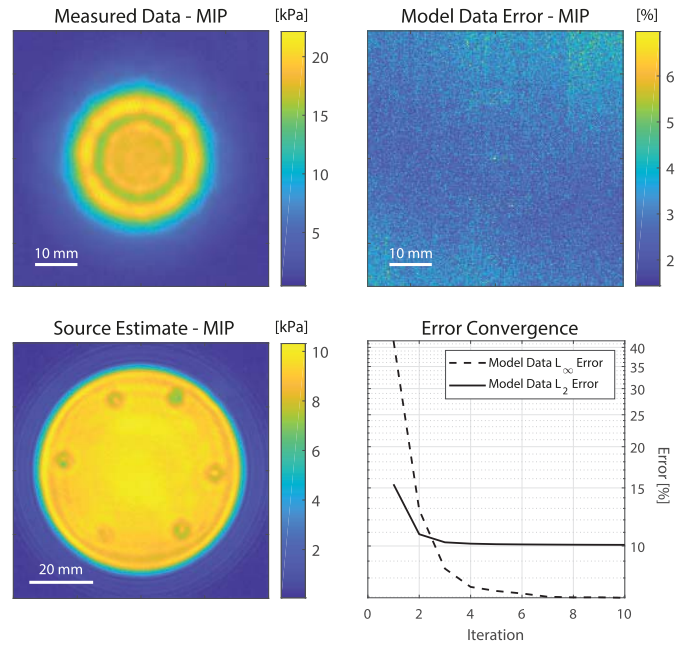 Measured Data - MIP
[kPa]
20
15
10
5
10 mm
Model Data Error - MIP
[%]
6
5
4
3
2
10 mm
Source Estimate - MIP
[kPa]
10
8
6
4
2
20 mm
Error Convergence
Model Data L∞ Error
Model Data L2 Error
40
35
30
25
20
15
10
Error [%]
0 2 4 6 8 10
Iteration